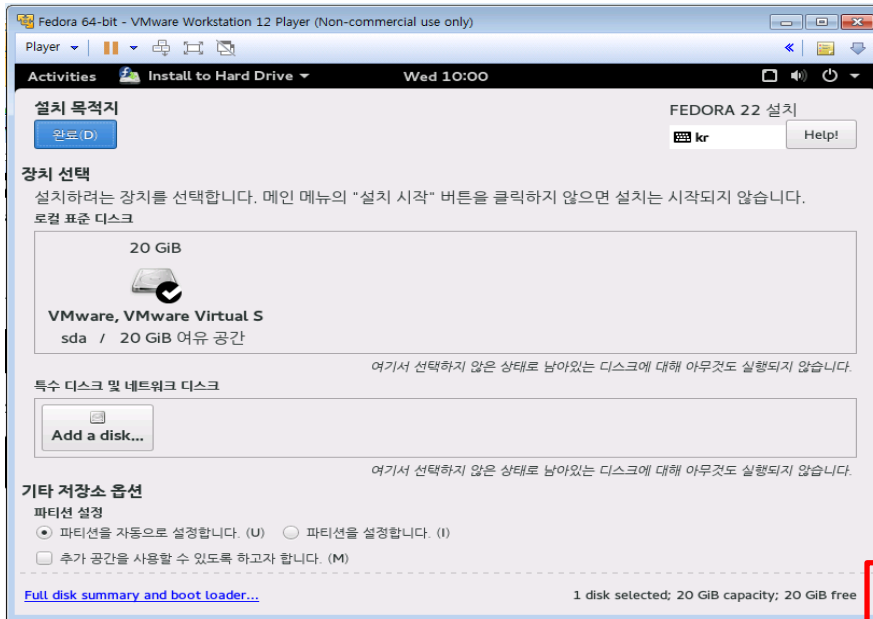 Fedora 64-bit - VMware Workstation 12 Player (Non-commercial use only)
Player
Activities Install to Hard Drive Wed 10:00
설치 목적지 FEDORA 22 설치
완료(D) kr Help!
장치 선택
설치하려는 장치를 선택합니다. 메인 메뉴의 "설치 시작" 버튼을 클릭하지 않으면 설치는 시작되지 않습니다.
로컬 표준 디스크
20 GiB
VMware, VMware Virtual S
sda / 20 GiB 여유 공간
여기서 선택하지 않은 상태로 남아있는 디스크에 대해 아무것도 실행되지 않습니다.
특수 디스크 및 네트워크 디스크
Add a disk...
여기서 선택하지 않은 상태로 남아있는 디스크에 대해 아무것도 실행되지 않습니다.
기타 저장소 옵션
파티션 설정
파티션을 자동으로 설정합니다. (U) 파티션을 설정합니다. (I)
추가 공간을 사용할 수 있도록 하고자 합니다. (M)
Full disk summary and boot loader... 1 disk selected; 20 GiB capacity; 20 GiB free